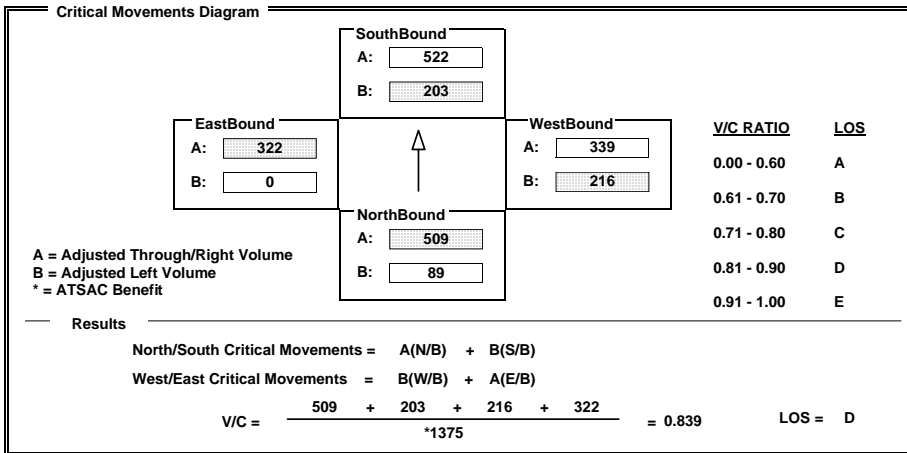 Critical Movements Diagram
SouthBound
A: 522
B: 203
EastBound
A: 322
B: 0
WestBound
A: 339
B: 216
NorthBound
A: 509
B: 89
V/C RATIO LOS
0.00 - 0.60 A
0.61 - 0.70 B
0.71 - 0.80 C
0.81 - 0.90 D
0.91 - 1.00 E
A = Adjusted Through/Right Volume
B = Adjusted Left Volume
* = ATSAC Benefit
Results
North/South Critical Movements = A(N/B) + B(S/B)
West/East Critical Movements = B(W/B) + A(E/B)
V/C = 509 + 203 + 216 + 322 = 0.839 LOS = D
*1375